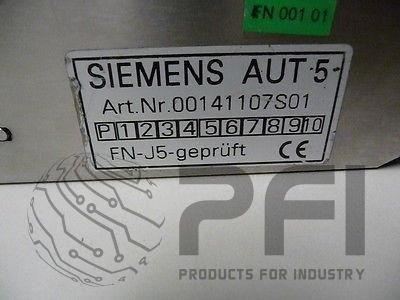 EN 001 01
SIEMENS AUT 5
Art.Nr.00141107S01
P 1 2 3 4 5 6 7 8 9 10
FN-J5-geprüft CE
PFI
PRODUCTS FOR INDUSTRY